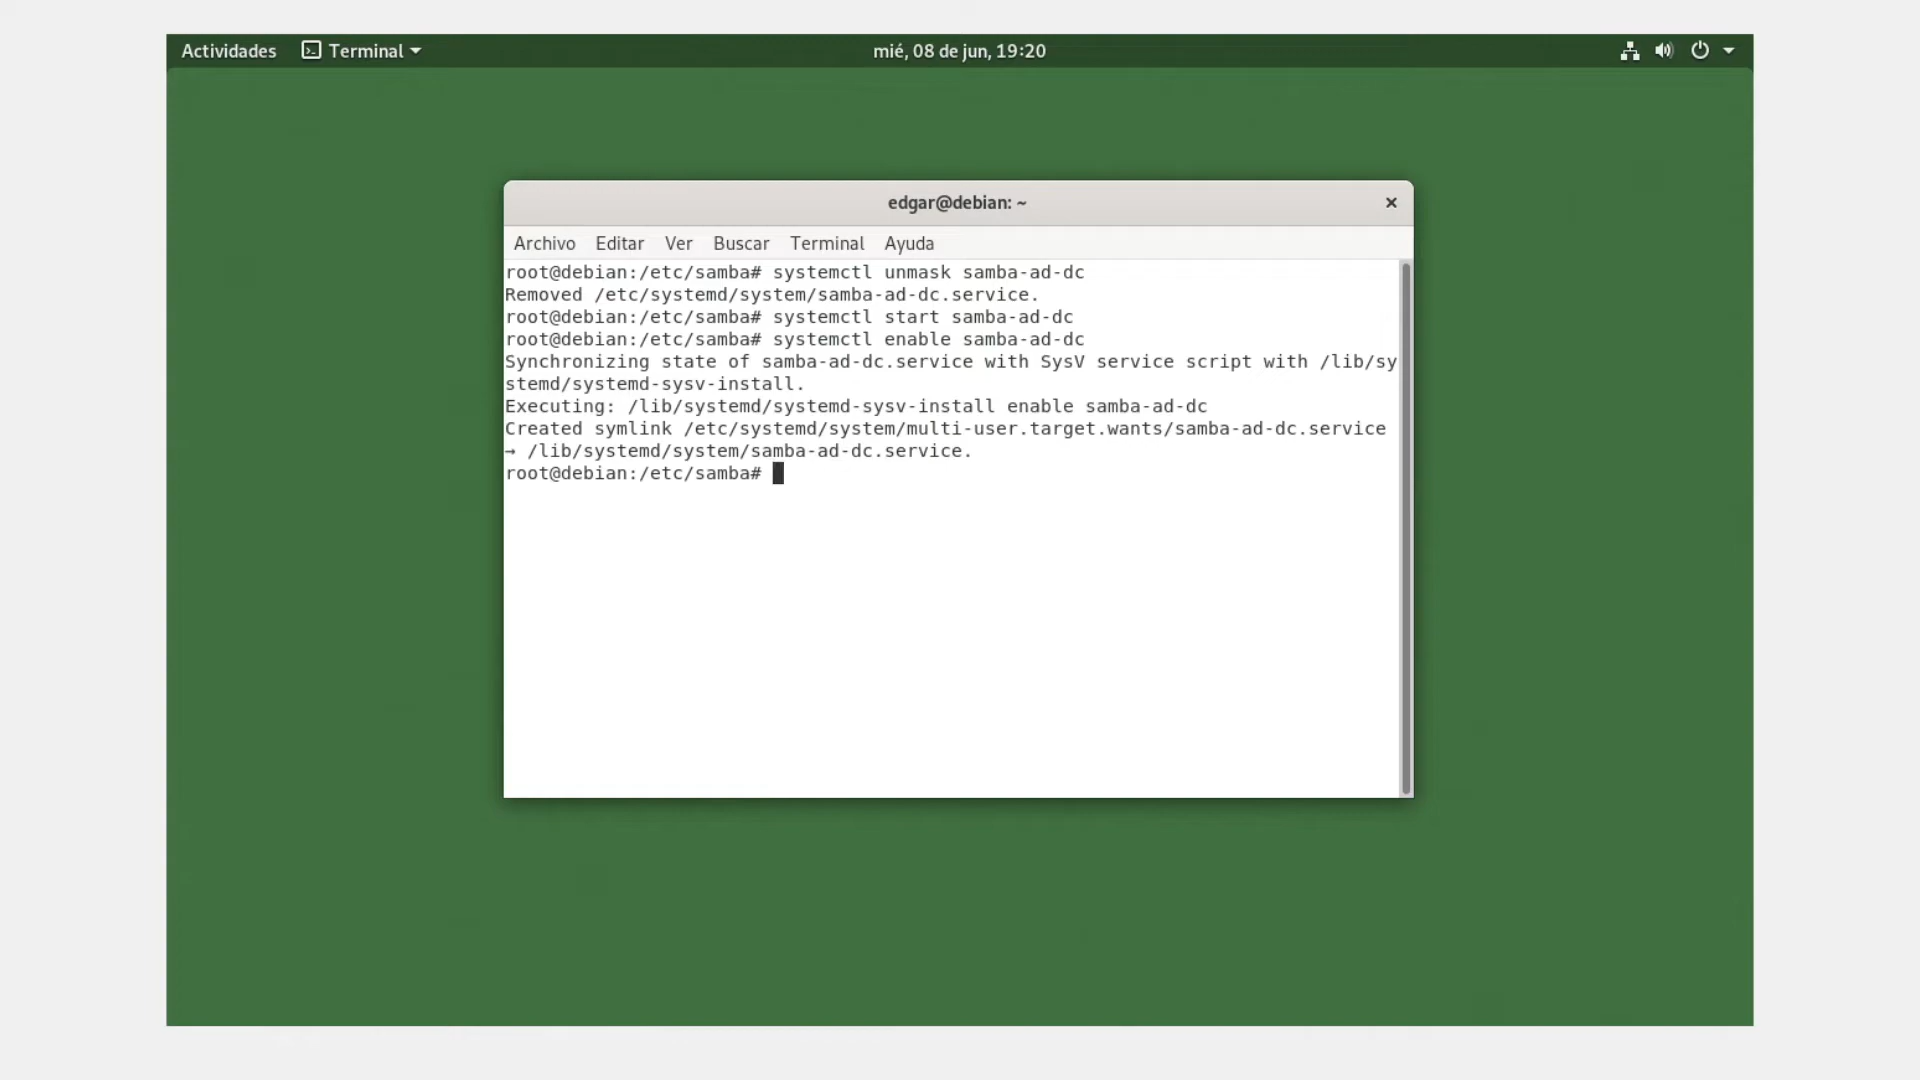 Actividades Terminal mié, 08 de jun, 19:20
edgar@debian: ~
Archivo Editar Ver Buscar Terminal Ayuda
root@debian:/etc/samba# systemctl unmask samba-ad-dc
Removed /etc/systemd/system/samba-ad-dc.service.
root@debian:/etc/samba# systemctl start samba-ad-dc
root@debian:/etc/samba# systemctl enable samba-ad-dc
Synchronizing state of samba-ad-dc.service with SysV service script with /lib/sy
stemd/systemd-sysv-install.
Executing: /lib/systemd/systemd-sysv-install enable samba-ad-dc
Created symlink /etc/systemd/system/multi-user.target.wants/samba-ad-dc.service
→ /lib/systemd/system/samba-ad-dc.service.
root@debian:/etc/samba#